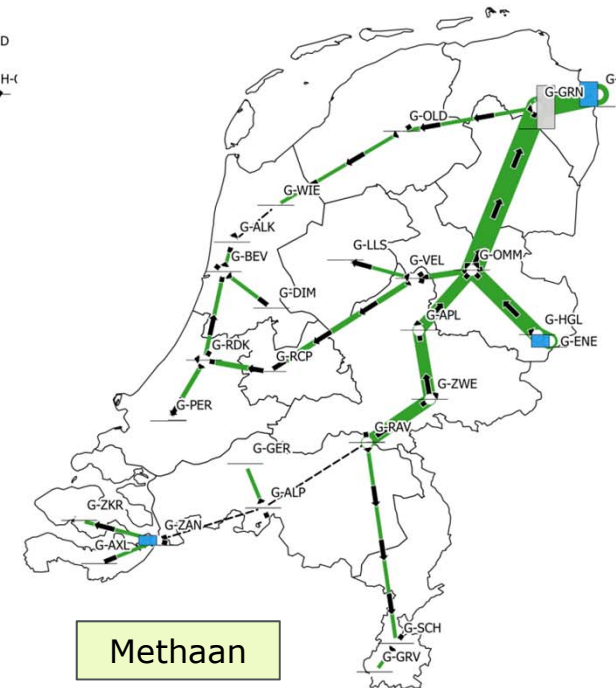 D
H-(
G-GRN
G-
G-OLD
G-WIE
G-ALK
G-BEV
G-LLS
G-VEL
G-OMM
G-DIM
G-APL
G-HGL
G-ENE
G-RDK
G-RCP
G-ZWE
G-PER
G-RAV
G-GER
G-ALP
G-ZKR
G-ZAN
G-AXL
G-SCH
G-GRV
Methaan